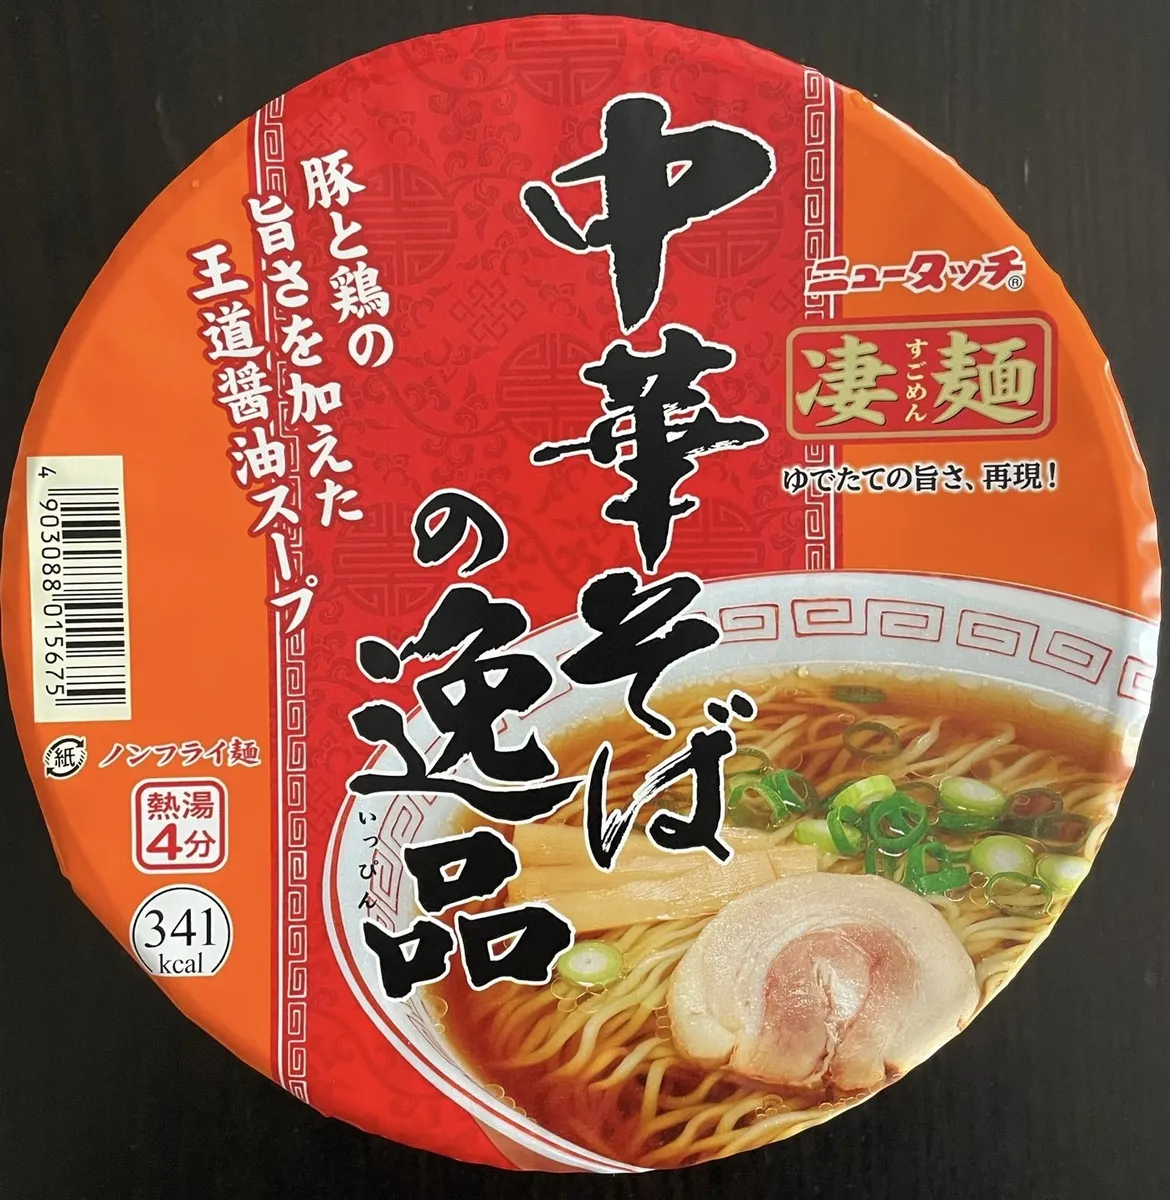 中華そば
の逸品
いっぴん
ニュータッチ®
凄麺
すごめん
ゆでたての旨さ、再現！
豚と鶏の
旨さを加えた
王道醤油スープ
4 903088 015675
紙
ノンフライ麺
熱湯
4分
341
kcal